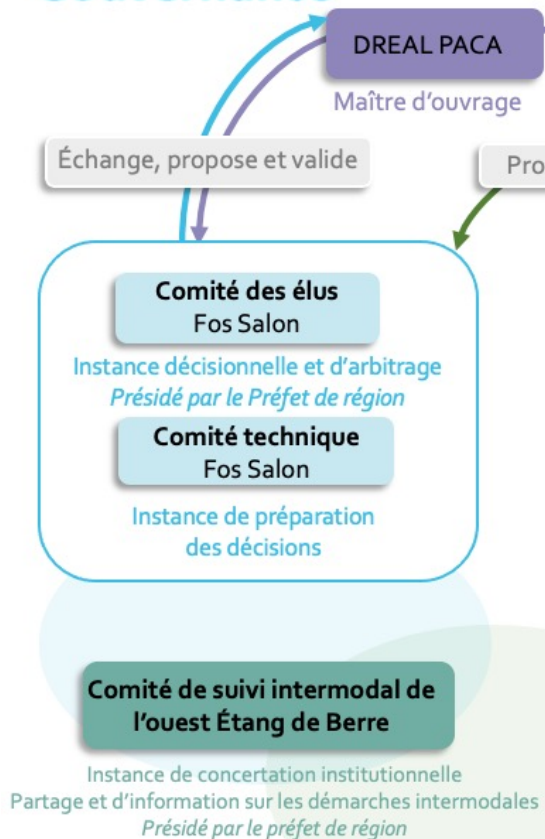 DREAL PACA
Maître d'ouvrage
Échange, propose et valide
Comité des élus
Fos Salon
Instance décisionnelle et d'arbitrage
Présidé par le Préfet de région
Comité technique
Fos Salon
Instance de préparation
des décisions
Comité de suivi intermodal de
l'ouest Étang de Berre
Instance de concertation institutionnelle
Partage et d'information sur les démarches intermodales
Présidé par le préfet de région